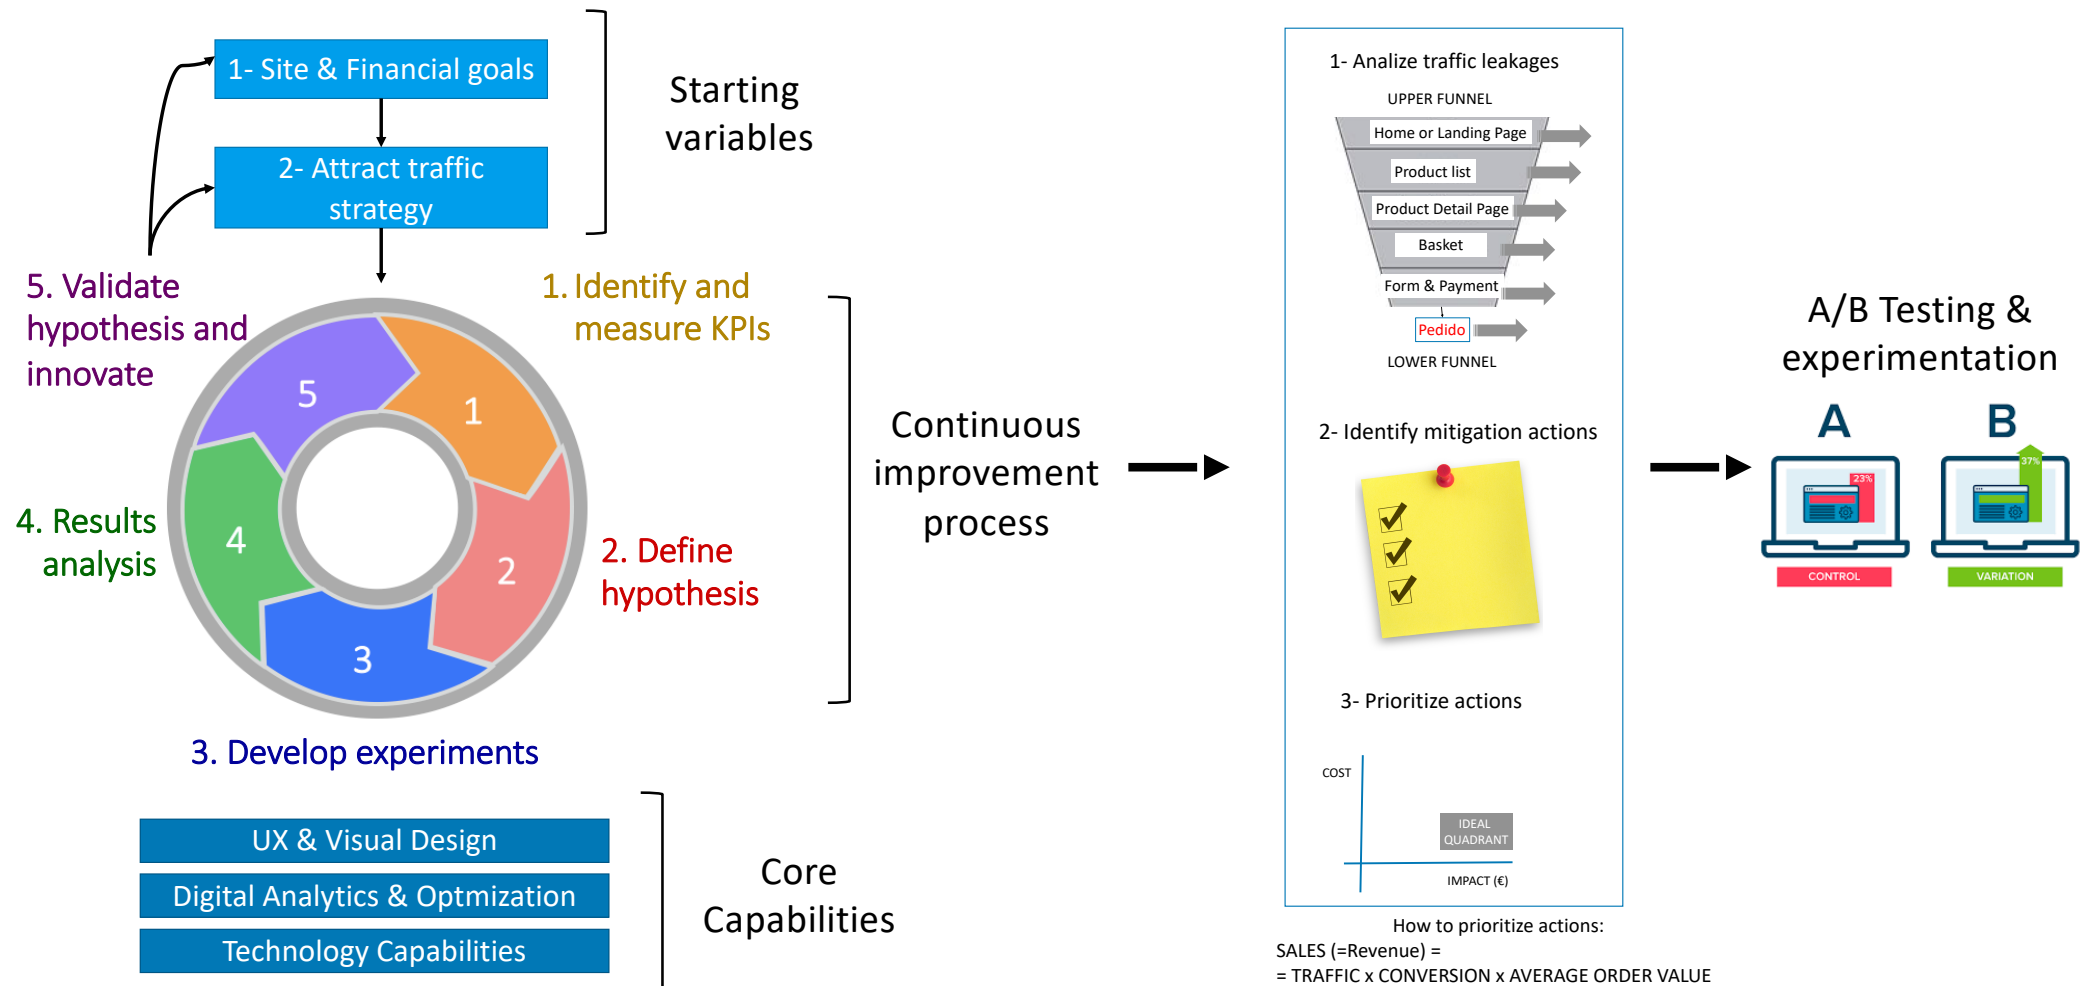 1- Site & Financial goals
2- Attract traffic
strategy
Starting
variables
5. Validate
hypothesis and
innovate
1. Identify and
measure KPIs
5
1
4
2
3
4. Results
analysis
2. Define
hypothesis
3. Develop experiments
Continuous
improvement
process
UX & Visual Design
Digital Analytics & Optmization
Technology Capabilities
Core
Capabilities
1- Analize traffic leakages
UPPER FUNNEL
Home or Landing Page
Product list
Product Detail Page
Basket
Form & Payment
Pedido
LOWER FUNNEL
2- Identify mitigation actions
3- Prioritize actions
COST
IDEAL
QUADRANT
IMPACT (€)
How to prioritize actions:
SALES (=Revenue) =
= TRAFFIC x CONVERSION x AVERAGE ORDER VALUE
A/B Testing &
experimentation
A
B
23%
37%
CONTROL
VARIATION